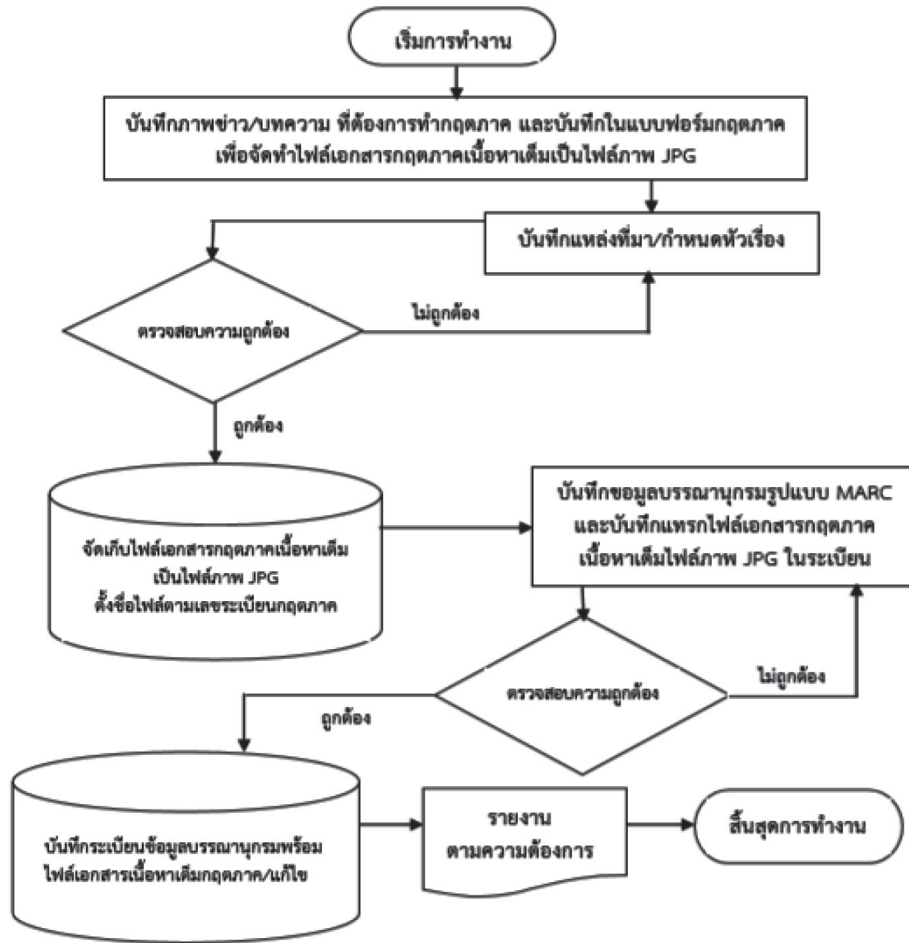 เริ่มการทำงาน
บันทึกภาพข่าว/บทความ ที่ต้องการทำกฤตภาค และบันทึกในแบบฟอร์มกฤตภาค
เพื่อจัดทำไฟล์เอกสารกฤตภาคเนื้อหาเต็มเป็นไฟล์ภาพ JPG
บันทึกแหล่งที่มา/กำหนดหัวเรื่อง
ตรวจสอบความถูกต้อง
ไม่ถูกต้อง
ถูกต้อง
จัดเก็บไฟล์เอกสารกฤตภาคเนื้อหาเต็ม
เป็นไฟล์ภาพ JPG
ตั้งชื่อไฟล์ตามเลขระเบียนกฤตภาค
บันทึกขอมูลบรรณานุกรมรูปแบบ MARC
และบันทึกแทรกไฟล์เอกสารกฤตภาค
เนื้อหาเต็มไฟล์ภาพ JPG ในระเบียน
ตรวจสอบความถูกต้อง
ไม่ถูกต้อง
ถูกต้อง
บันทึกระเบียนข้อมูลบรรณานุกรมพร้อม
ไฟล์เอกสารเนื้อหาเต็มกฤตภาค/แก้ไข
รายงาน
ตามความต้องการ
สิ้นสุดการทำงาน